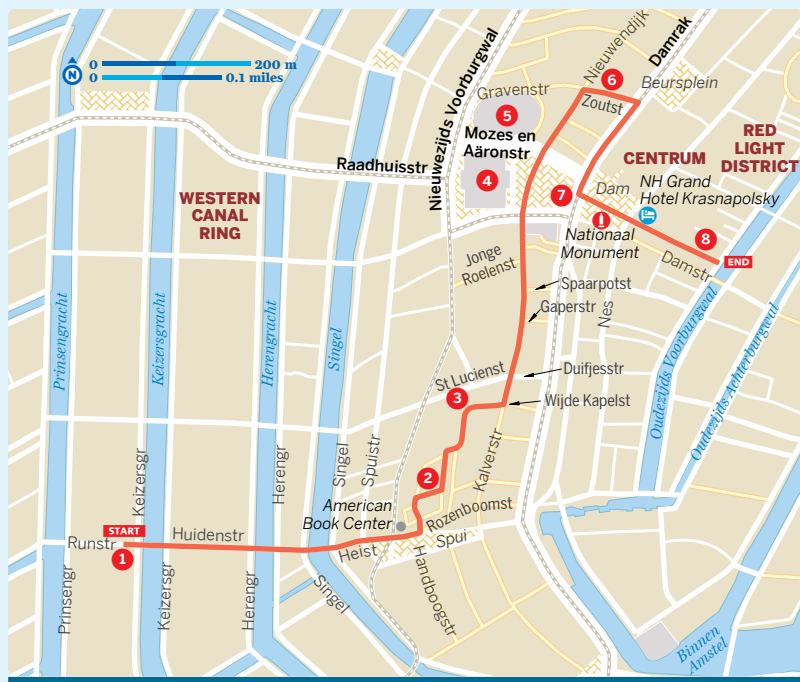 0 200 m
N
0 0.1 miles
Nieuwezijds Voorburgwal
Nieuwendijk
Damrak
6
Beursplein
Gravenstr
Zoutst
5
Mozes en
Aäronstr
4
Raadhuisstr
CENTRUM
RED
LIGHT
DISTRICT
7
Dam
NH Grand
Hotel Krasnapolsky
WESTERN
CANAL
RING
Nationaal
Monument
8
END
Damstr
Jonge
Roelenst
Spaarpotst
Gaperstr
Nes
Prinsengracht
Keizersgracht
Herengracht
Singel
Oudezijds Voorburgwal
Oudezijds Achterburgwal
St Lucienst
Duifjesstr
3
Wijde Kapelst
Kalverstr
2
Singel
Spuistr
Herengr
Keizersgr
American
Book Center
Rozenboomst
START
Runstr
1
Huidenstr
Heist
Spui
Handboogstr
Prinsengr
Keizersgr
Herengr
Singel
Binnen
Amstel